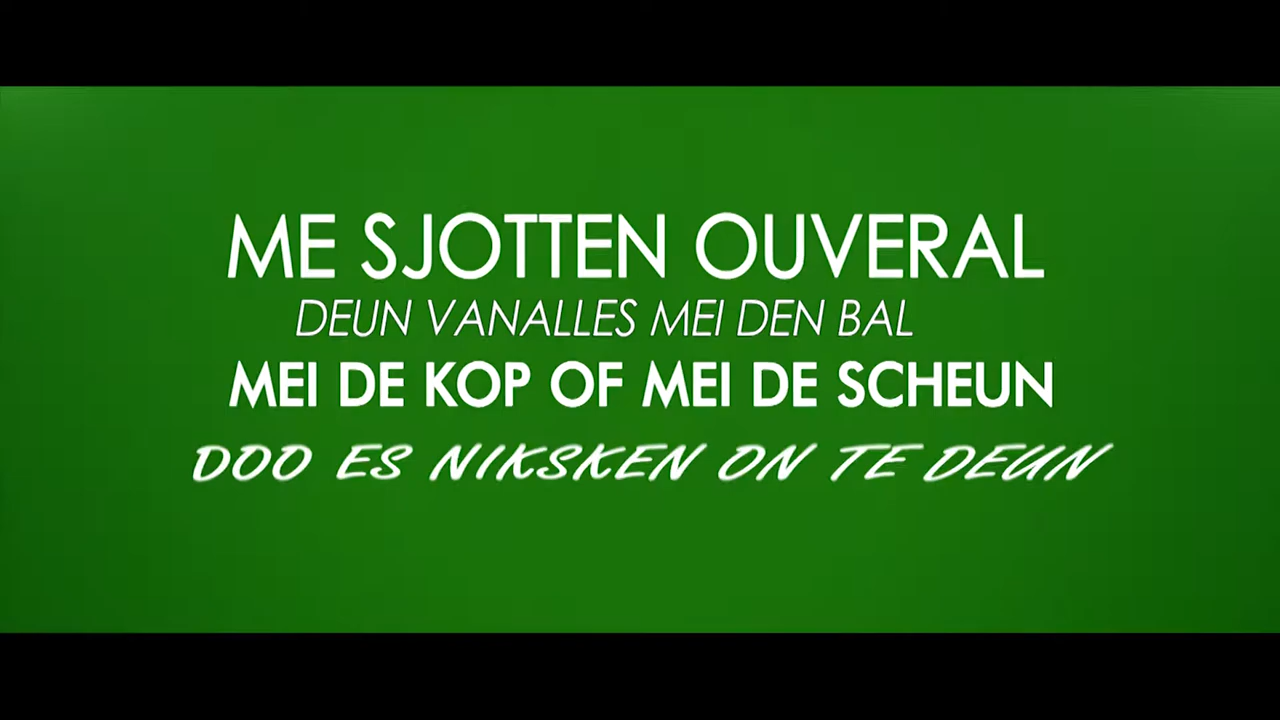 ME SJOTTEN OUVERAL
DEUN VANALLES MEI DEN BAL
MEI DE KOP OF MEI DE SCHEUN
DOO ES NIKSKEN ON TE DEUN